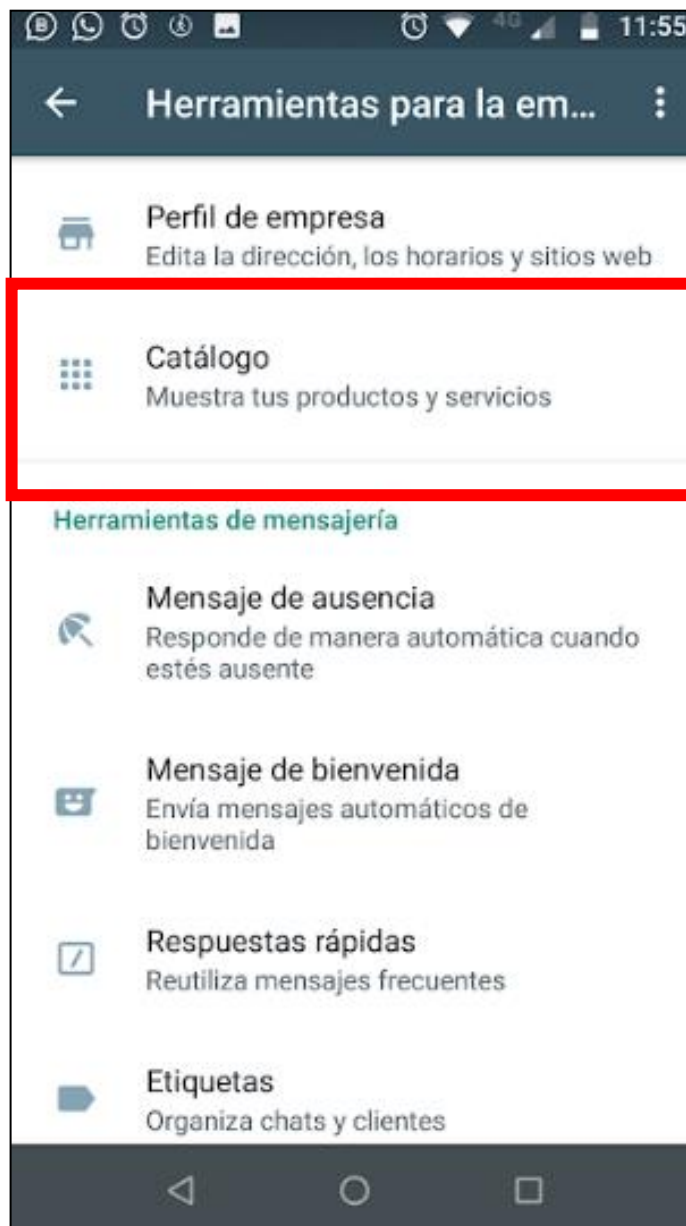 4G 11:55
Herramientas para la em...
Perfil de empresa
Edita la dirección, los horarios y sitios web
Catálogo
Muestra tus productos y servicios
Herramientas de mensajería
Mensaje de ausencia
Responde de manera automática cuando
estés ausente
Mensaje de bienvenida
Envía mensajes automáticos de
bienvenida
Respuestas rápidas
Reutiliza mensajes frecuentes
Etiquetas
Organiza chats y clientes